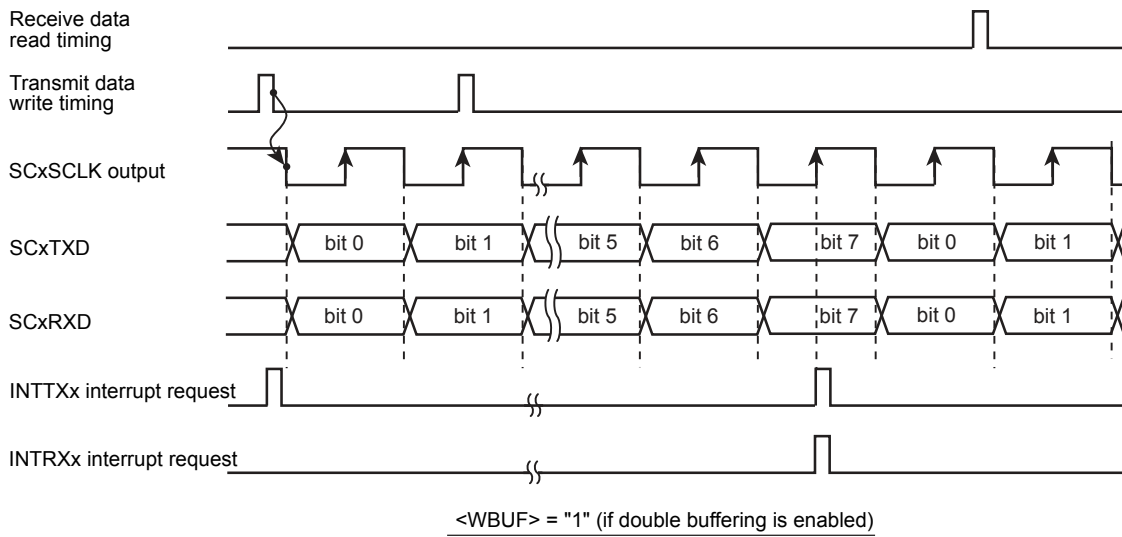 Receive data
read timing
Transmit data
write timing
SCxSCLK output
SCxTXD
bit 0
bit 1
bit 5
bit 6
bit 7
bit 0
bit 1
SCxRXD
bit 0
bit 1
bit 5
bit 6
bit 7
bit 0
bit 1
INTTXx interrupt request
INTRXx interrupt request
<WBUF> = "1" (if double buffering is enabled)